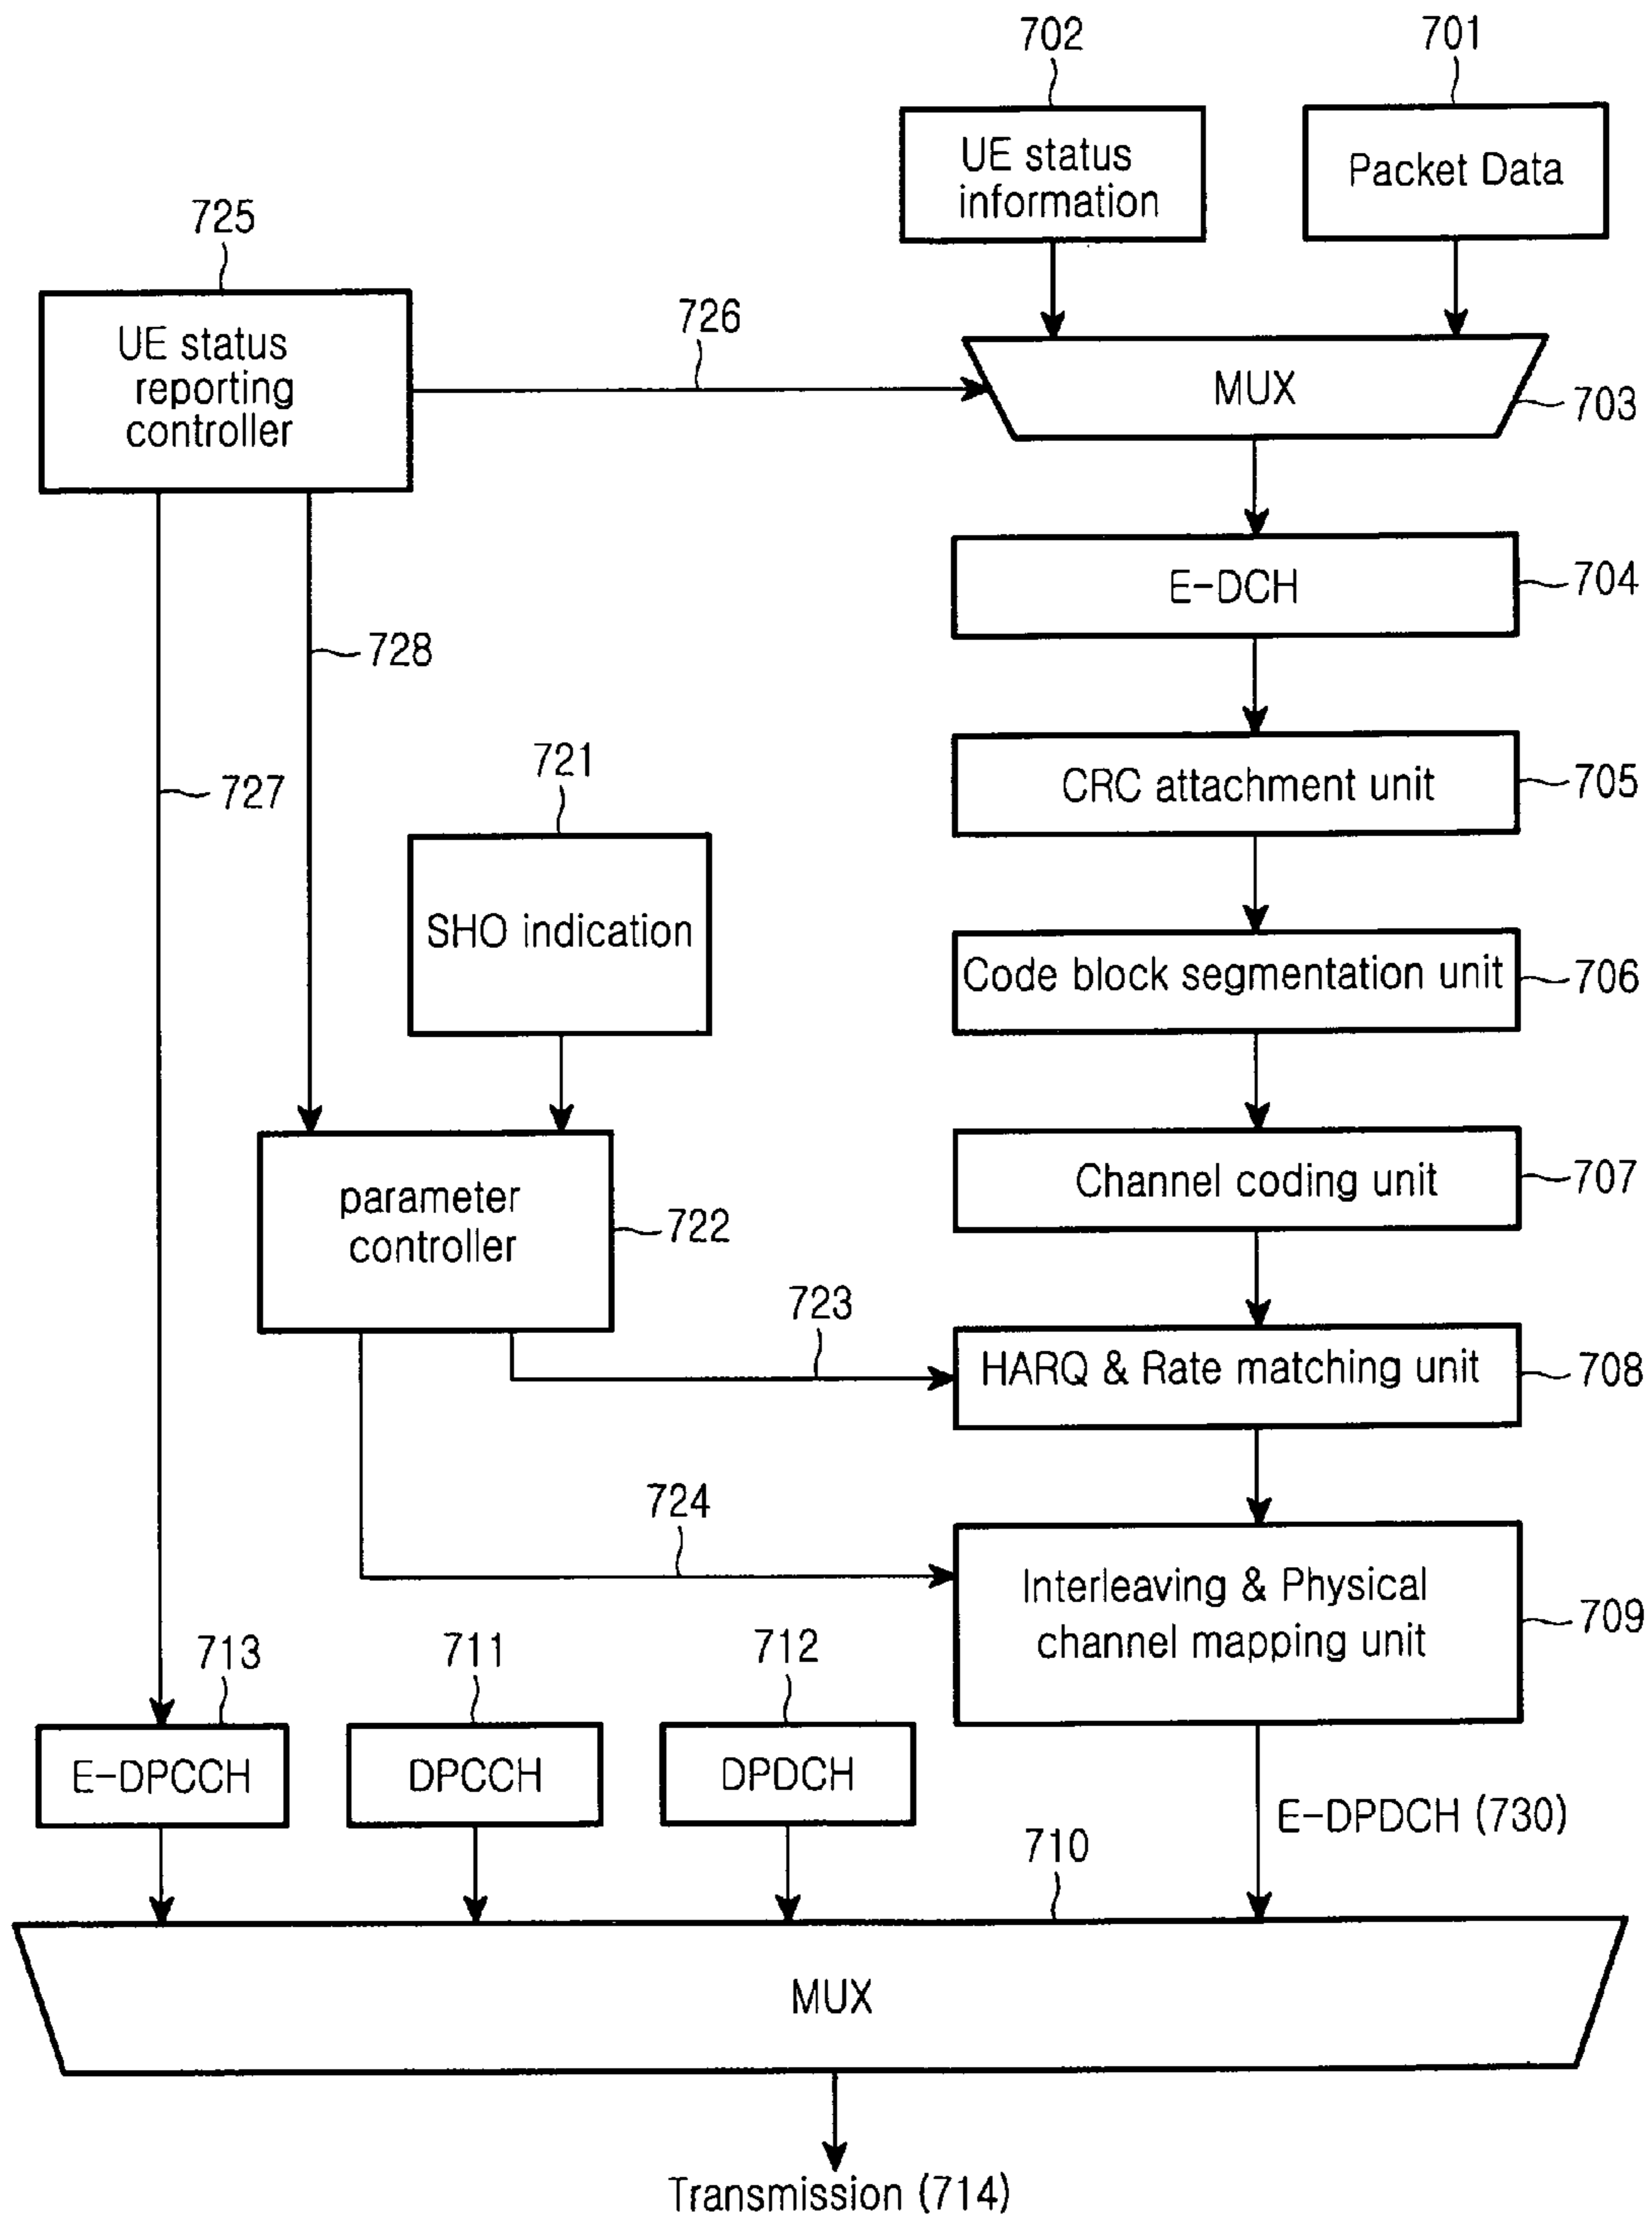 702
701
UE status
information
Packet Data
725
UE status
reporting
controller
726
MUX
703
E-DCH
704
728
727
721
CRC attachment unit
705
SHO indication
Code block segmentation unit
706
parameter
controller
722
Channel coding unit
707
723
HARQ & Rate matching unit
708
724
Interleaving & Physical
channel mapping unit
709
713
711
712
E-DPCCH
DPCCH
DPDCH
E-DPDCH (730)
710
MUX
Transmission (714)